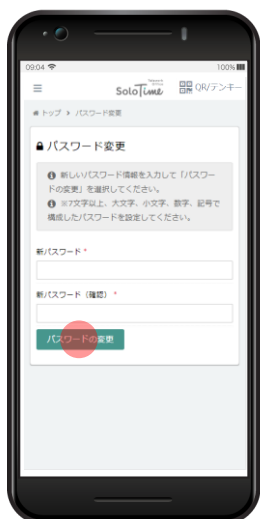 09:04 100%
Telework Office
SoloTime QR/テンキー
トップ > パスワード変更
パスワード変更
新しいパスワード情報を入力して「パスワー
ドの変更」を選択してください。
※7文字以上、大文字、小文字、数字、記号で
構成したパスワードを設定してください。
新パスワード *
新パスワード（確認） *
パスワードの変更